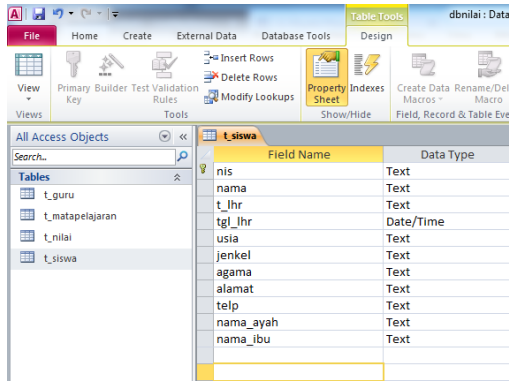 A Table Tools dbnilai : Data
File Home Create External Data Database Tools Design
View
Primary Key
Builder
Test Validation Rules
Insert Rows
Delete Rows
Modify Lookups
Property Sheet
Indexes
Create Data Macros
Rename/Del Macro
Views Tools Show/Hide Field, Record & Table Eve
All Access Objects
Search...
Tables
t_guru
t_matapelajaran
t_nilai
t_siswa
t_siswa
Field Name Data Type
nis Text
nama Text
t_lhr Text
tgl_lhr Date/Time
usia Text
jenkel Text
agama Text
alamat Text
telp Text
nama_ayah Text
nama_ibu Text